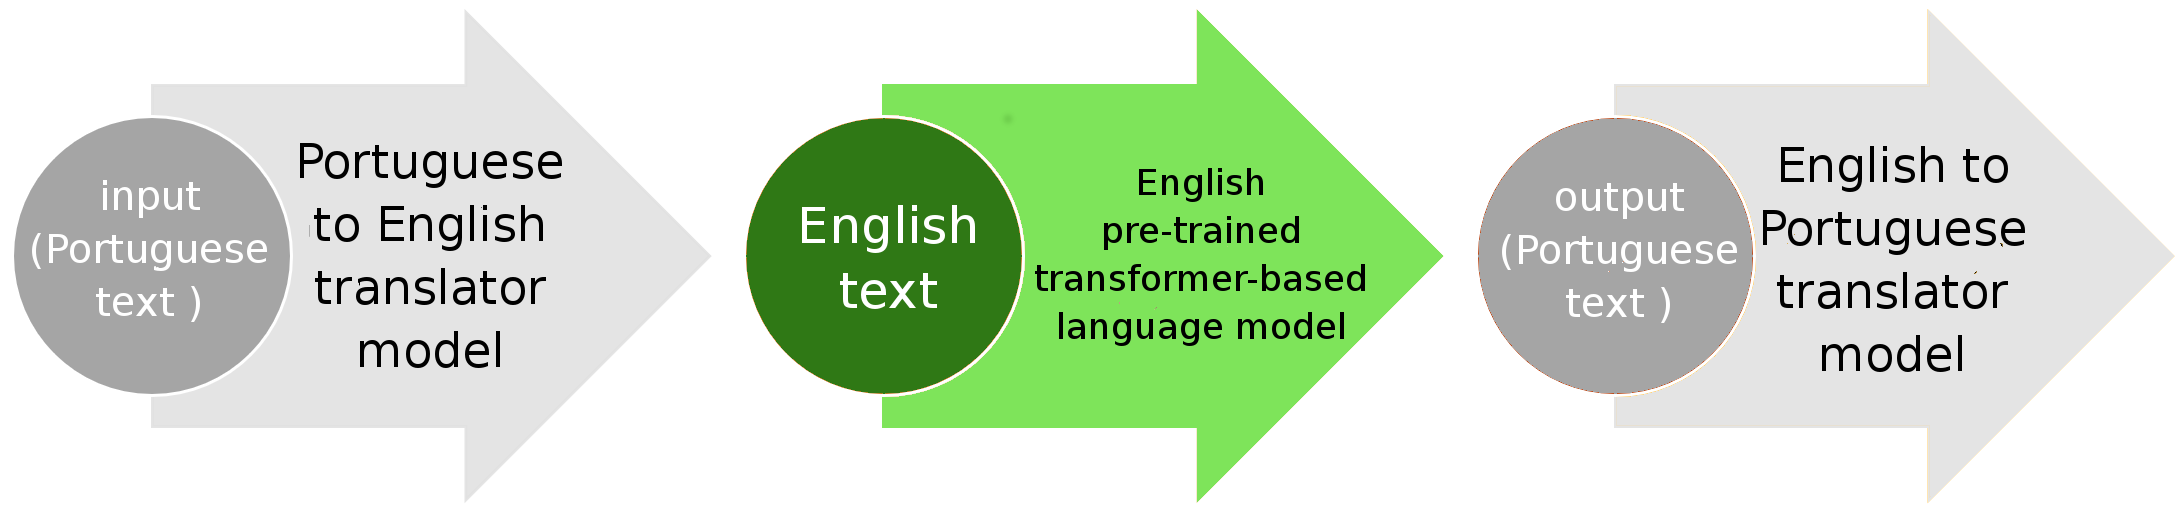 input
(Portuguese
text )
Portuguese
to English
translator
model
English
text
English
pre-trained
transformer-based
language model
output
(Portuguese
text )
English to
Portuguese
translator
model